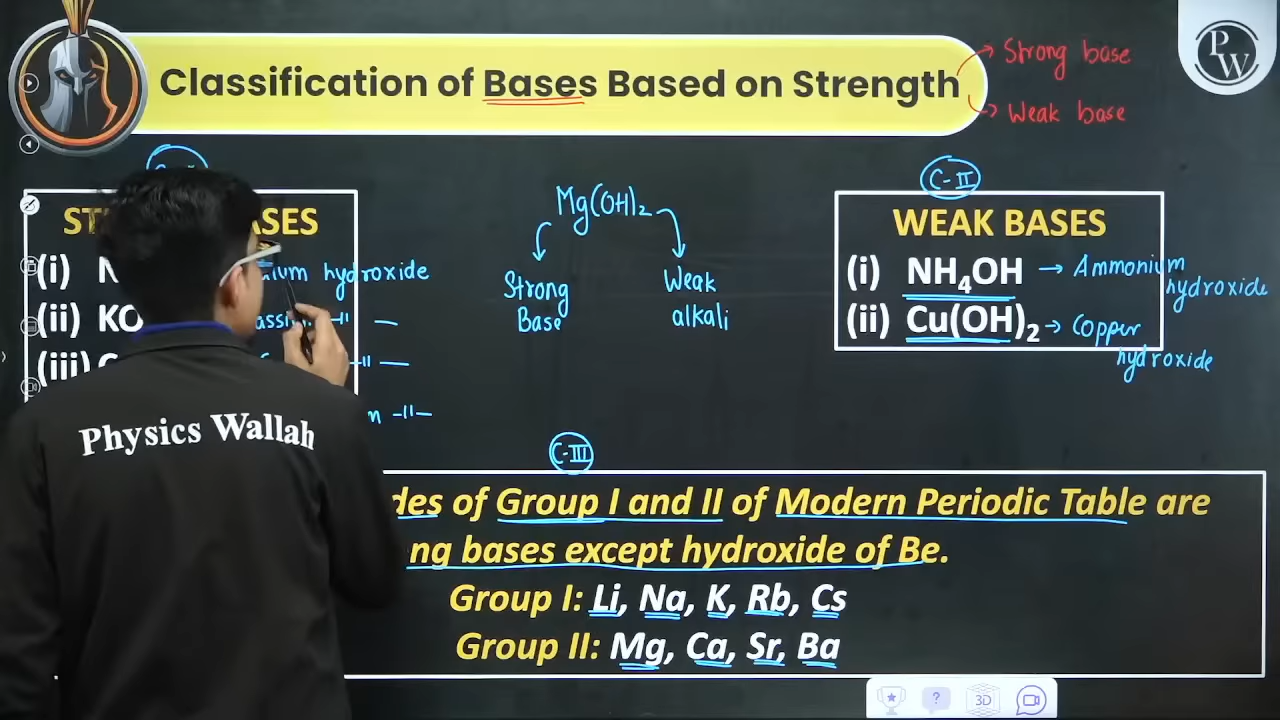 Classification of Bases Based on Strength
Strong base
Weak base
PW
C-II
Mg(OH)2
Strong Base
Weak alkali
(i)
hydroxide
(ii) KO
(iii)
WEAK BASES
(i) NH4OH → Ammonium hydroxide
(ii) Cu(OH)2 → Copper hydroxide
Physics Wallah
C-III
of Group I and II of Modern Periodic Table are
bases except hydroxide of Be.
Group I: Li, Na, K, Rb, Cs
Group II: Mg, Ca, Sr, Ba
? 3D